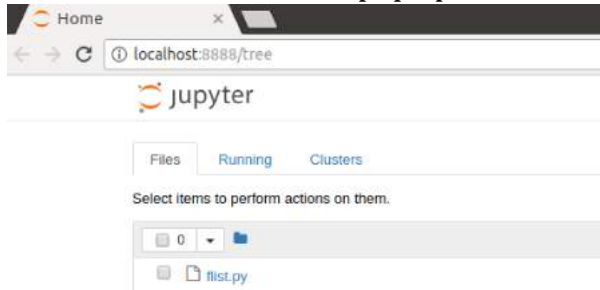 Home
localhost:8888/tree
jupyter
Files Running Clusters
Select items to perform actions on them.
0
flist.py